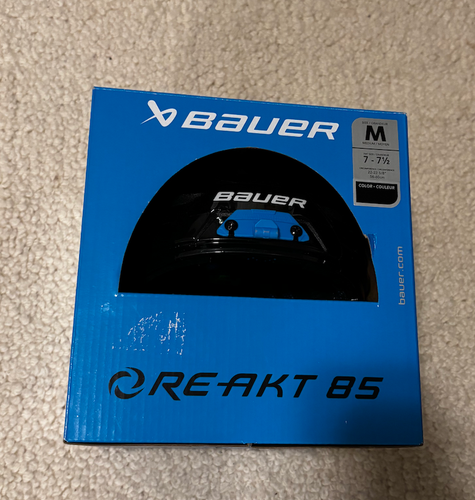 BAUER
M
7 - 7½
COLOR - COULEUR
BAUER
bauer.com
RE-AKT 85